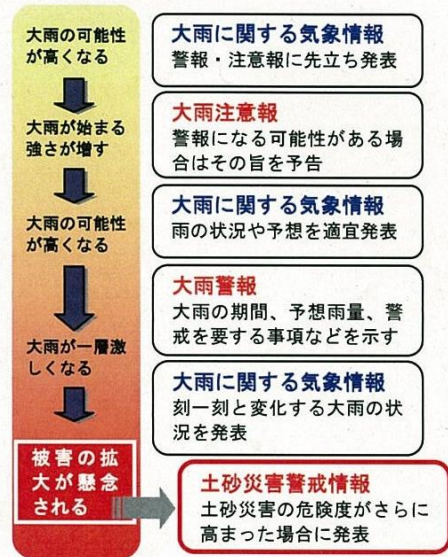 大雨の可能性
が高くなる
大雨に関する気象情報
警報・注意報に先立ち発表
大雨が始まる
強さが増す
大雨注意報
警報になる可能性がある場
合はその旨を予告
大雨の可能性
が高くなる
大雨に関する気象情報
雨の状況や予想を適宜発表
大雨警報
大雨の期間、予想雨量、警
戒を要する事項などを示す
大雨が一層激
しくなる
大雨に関する気象情報
刻一刻と変化する大雨の状
況を発表
被害の拡
大が懸念
される
土砂災害警戒情報
土砂災害の危険度がさらに
高まった場合に発表